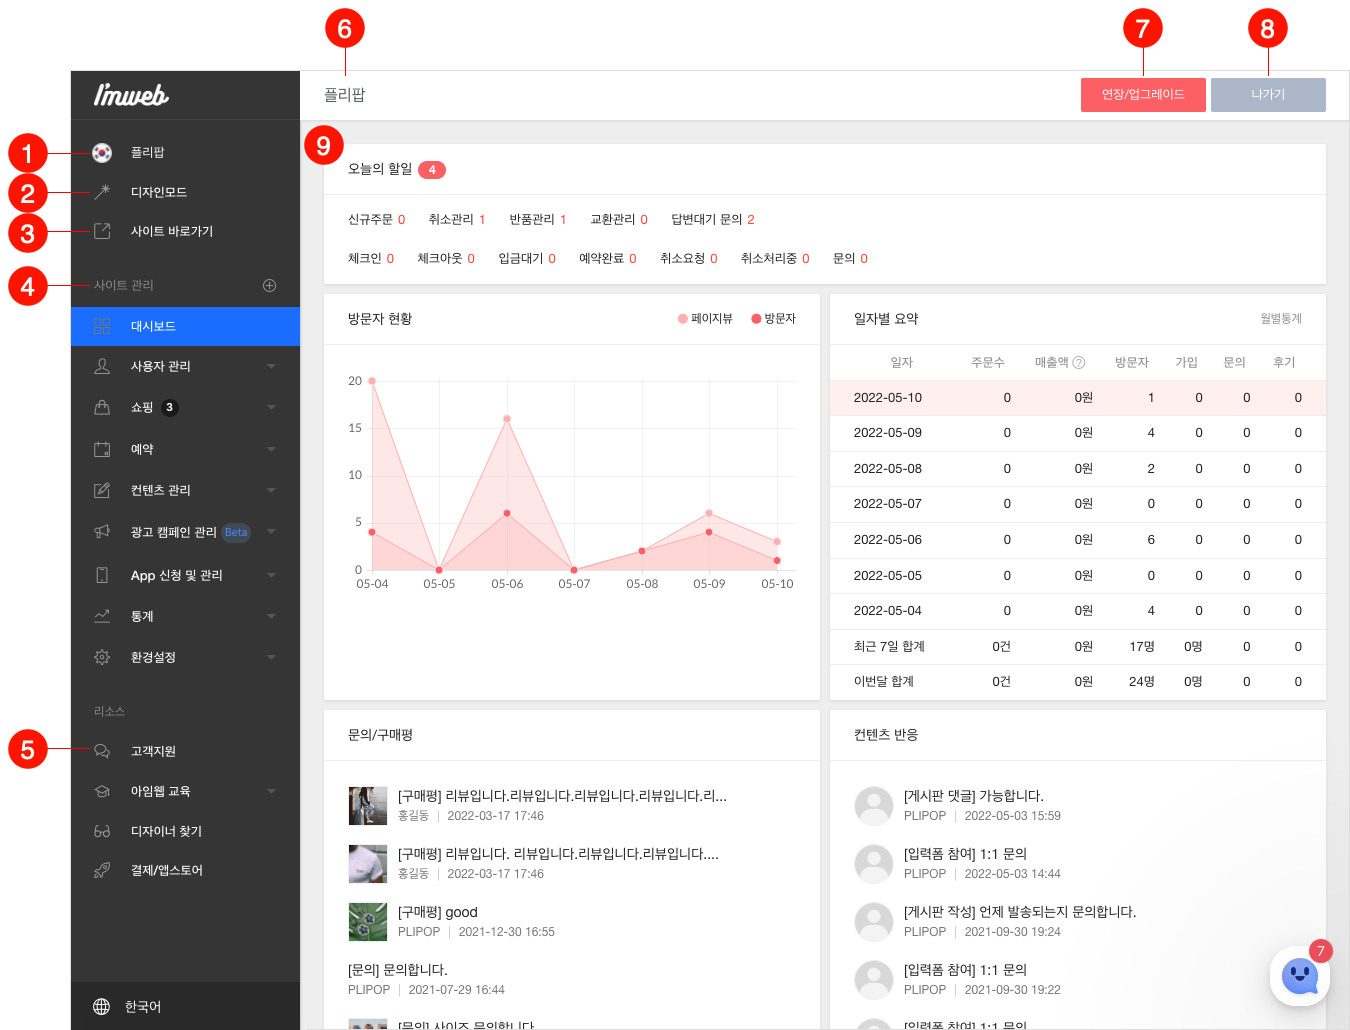 6
7
8
I'mweb
플리팝
연장/업그레이드
나가기
1
플리팝
2
디자인모드
3
사이트 바로가기
4
사이트 관리
대시보드
사용자 관리
쇼핑 3
예약
컨텐츠 관리
광고 캠페인 관리 Beta
App 신청 및 관리
통계
환경설정
리소스
5
고객지원
아임웹 교육
디자이너 찾기
결제/앱스토어
한국어
9
오늘의 할일 4
신규주문 0 취소관리 1 반품관리 1 교환관리 0 답변대기 문의 2
체크인 0 체크아웃 0 입금대기 0 예약완료 0 취소요청 0 취소처리중 0 문의 0
방문자 현황
페이지뷰 방문자
20
15
10
5
0
05-04 05-05 05-06 05-07 05-08 05-09 05-10
일자별 요약
월별통계
일자 주문수 매출액 ? 방문자 가입 문의 후기
2022-05-10 0 0원 1 0 0 0
2022-05-09 0 0원 4 0 0 0
2022-05-08 0 0원 2 0 0 0
2022-05-07 0 0원 0 0 0 0
2022-05-06 0 0원 6 0 0 0
2022-05-05 0 0원 0 0 0 0
2022-05-04 0 0원 4 0 0 0
최근 7일 합계 0건 0원 17명 0명 0 0
이번달 합계 0건 0원 24명 0명 0 0
문의/구매평
[구매평] 리뷰입니다.리뷰입니다.리뷰입니다.리뷰입니다.리...
홍길동 | 2022-03-17 17:46
[구매평] 리뷰입니다. 리뷰입니다.리뷰입니다.리뷰입니다....
홍길동 | 2022-03-17 17:46
[구매평] good
PLIPOP | 2021-12-30 16:55
[문의] 문의합니다.
PLIPOP | 2021-07-29 16:44
[문의] 사이즈 문의합니다
컨텐츠 반응
[게시판 댓글] 가능합니다.
PLIPOP | 2022-05-03 15:59
[입력폼 참여] 1:1 문의
PLIPOP | 2022-05-03 14:44
[게시판 작성] 언제 발송되는지 문의합니다.
PLIPOP | 2021-09-30 19:24
[입력폼 참여] 1:1 문의
PLIPOP | 2021-09-30 19:22
[입력폼 참여] 1:1 문의
7